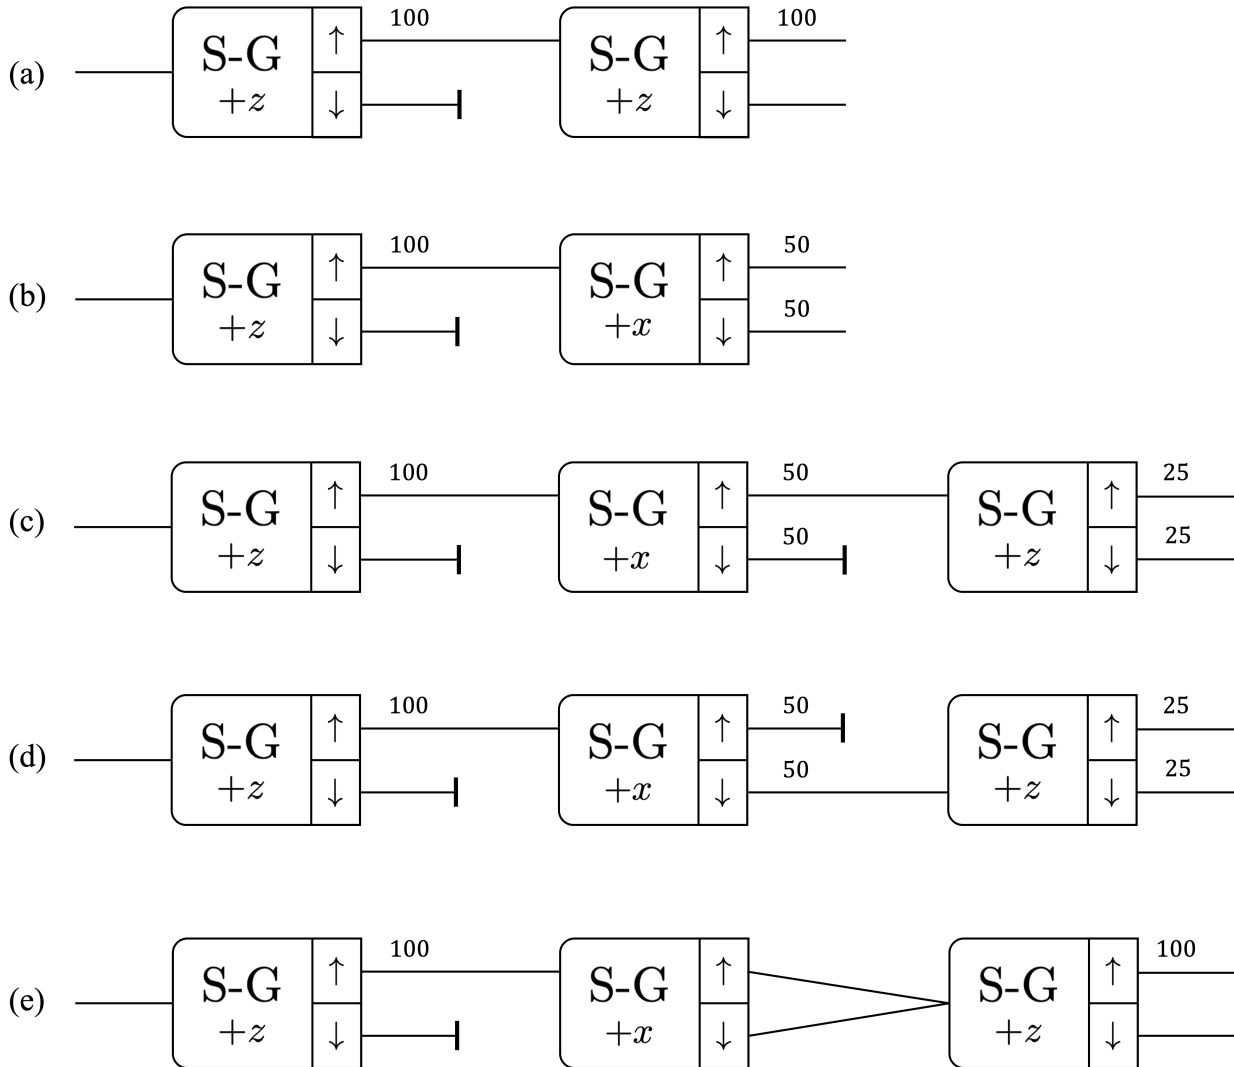 100 100
(a) S-G ↑ S-G ↑
+z ↓ +z ↓
100 50
(b) S-G ↑ S-G ↑ 50
+z ↓ +x ↓
100 50 25
(c) S-G ↑ S-G ↑ 50 S-G ↑ 25
+z ↓ +x ↓ +z ↓
100 50 25
(d) S-G ↑ S-G ↑ 50 S-G ↑ 25
+z ↓ +x ↓ +z ↓
100 100
(e) S-G ↑ S-G ↑ S-G ↑
+z ↓ +x ↓ +z ↓